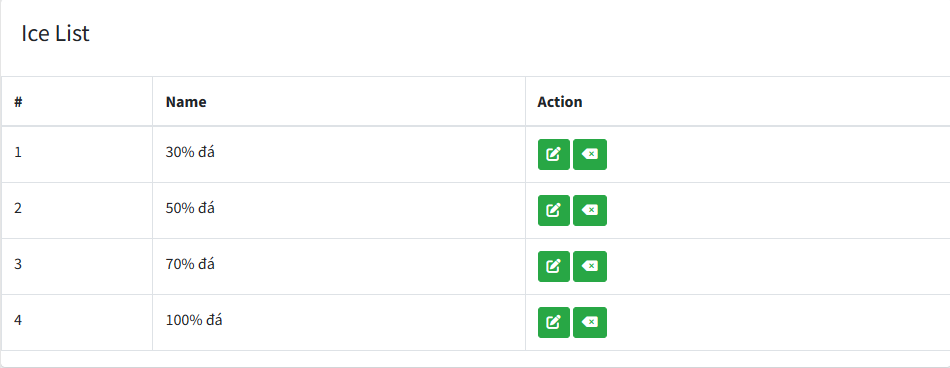 Ice List
# Name Action
1 30% đá
2 50% đá
3 70% đá
4 100% đá